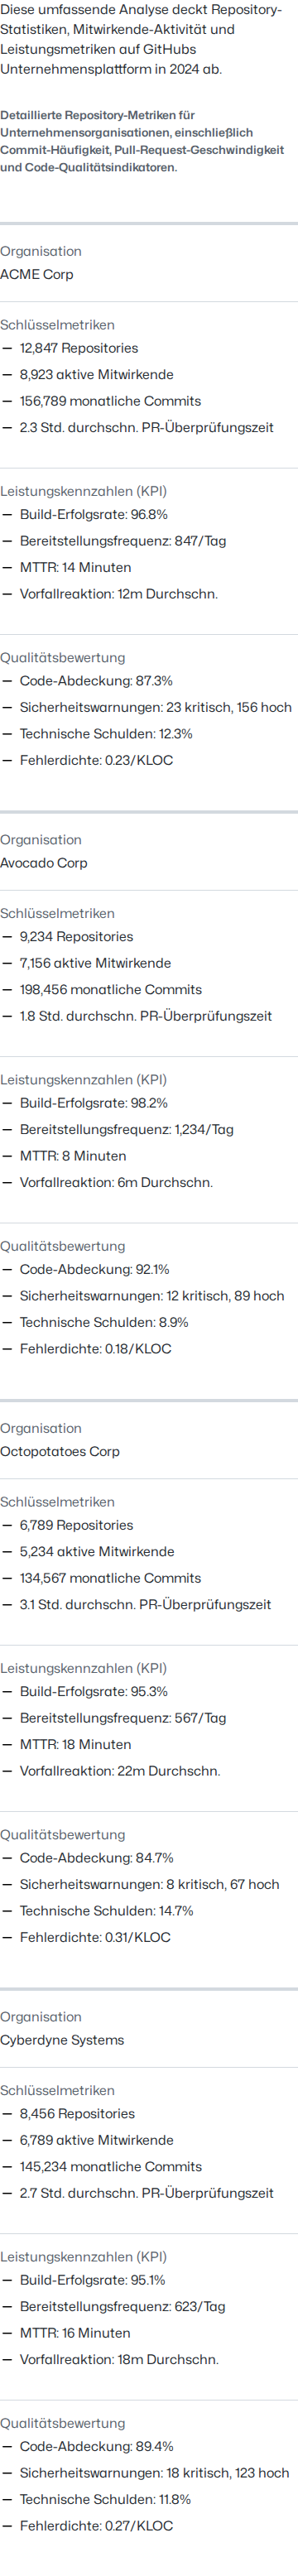 Diese umfassende Analyse deckt Repository-
Statistiken, Mitwirkende-Aktivität und
Leistungsmetriken auf GitHubs
Unternehmensplattform in 2024 ab.
Detaillierte Repository-Metriken für
Unternehmensorganisationen, einschließlich
Commit-Häufigkeit, Pull-Request-Geschwindigkeit
und Code-Qualitätsindikatoren.
Organisation
ACME Corp
Schlüsselmetriken
— 12,847 Repositories
— 8,923 aktive Mitwirkende
— 156,789 monatliche Commits
— 2.3 Std. durchschn. PR-Überprüfungszeit
Leistungskennzahlen (KPI)
— Build-Erfolgsrate: 96.8%
— Bereitstellungsfrequenz: 847/Tag
— MTTR: 14 Minuten
— Vorfallreaktion: 12m Durchschn.
Qualitätsbewertung
— Code-Abdeckung: 87.3%
— Sicherheitswarnungen: 23 kritisch, 156 hoch
— Technische Schulden: 12.3%
— Fehlerdichte: 0.23/KLOC
Organisation
Avocado Corp
Schlüsselmetriken
— 9,234 Repositories
— 7,156 aktive Mitwirkende
— 198,456 monatliche Commits
— 1.8 Std. durchschn. PR-Überprüfungszeit
Leistungskennzahlen (KPI)
— Build-Erfolgsrate: 98.2%
— Bereitstellungsfrequenz: 1,234/Tag
— MTTR: 8 Minuten
— Vorfallreaktion: 6m Durchschn.
Qualitätsbewertung
— Code-Abdeckung: 92.1%
— Sicherheitswarnungen: 12 kritisch, 89 hoch
— Technische Schulden: 8.9%
— Fehlerdichte: 0.18/KLOC
Organisation
Octopotatoes Corp
Schlüsselmetriken
— 6,789 Repositories
— 5,234 aktive Mitwirkende
— 134,567 monatliche Commits
— 3.1 Std. durchschn. PR-Überprüfungszeit
Leistungskennzahlen (KPI)
— Build-Erfolgsrate: 95.3%
— Bereitstellungsfrequenz: 567/Tag
— MTTR: 18 Minuten
— Vorfallreaktion: 22m Durchschn.
Qualitätsbewertung
— Code-Abdeckung: 84.7%
— Sicherheitswarnungen: 8 kritisch, 67 hoch
— Technische Schulden: 14.7%
— Fehlerdichte: 0.31/KLOC
Organisation
Cyberdyne Systems
Schlüsselmetriken
— 8,456 Repositories
— 6,789 aktive Mitwirkende
— 145,234 monatliche Commits
— 2.7 Std. durchschn. PR-Überprüfungszeit
Leistungskennzahlen (KPI)
— Build-Erfolgsrate: 95.1%
— Bereitstellungsfrequenz: 623/Tag
— MTTR: 16 Minuten
— Vorfallreaktion: 18m Durchschn.
Qualitätsbewertung
— Code-Abdeckung: 89.4%
— Sicherheitswarnungen: 18 kritisch, 123 hoch
— Technische Schulden: 11.8%
— Fehlerdichte: 0.27/KLOC